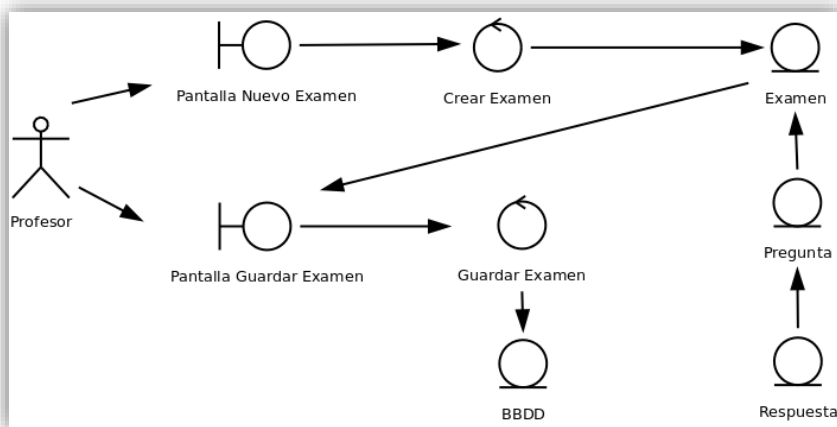 Pantalla Nuevo Examen
Crear Examen
Examen
Profesor
Pantalla Guardar Examen
Guardar Examen
Pregunta
BBDD
Respuesta